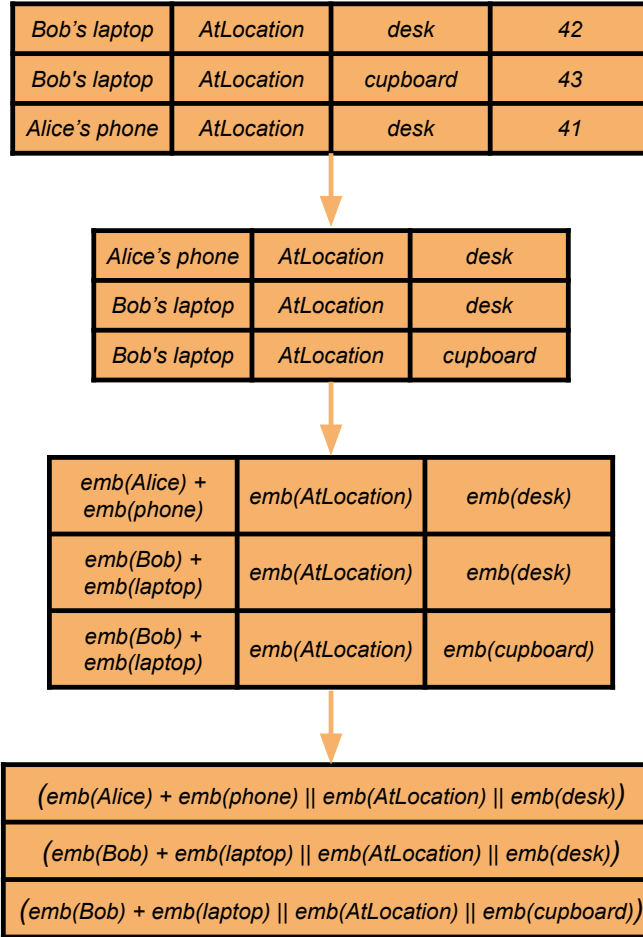 Bob’s laptop AtLocation desk 42
Bob's laptop AtLocation cupboard 43
Alice’s phone AtLocation desk 41
Alice’s phone AtLocation desk
Bob’s laptop AtLocation desk
Bob's laptop AtLocation cupboard
emb(Alice) +
emb(phone) emb(AtLocation) emb(desk)
emb(Bob) +
emb(laptop) emb(AtLocation) emb(desk)
emb(Bob) +
emb(laptop) emb(AtLocation) emb(cupboard)
(emb(Alice) + emb(phone) || emb(AtLocation) || emb(desk))
(emb(Bob) + emb(laptop) || emb(AtLocation) || emb(desk))
(emb(Bob) + emb(laptop) || emb(AtLocation) || emb(cupboard))